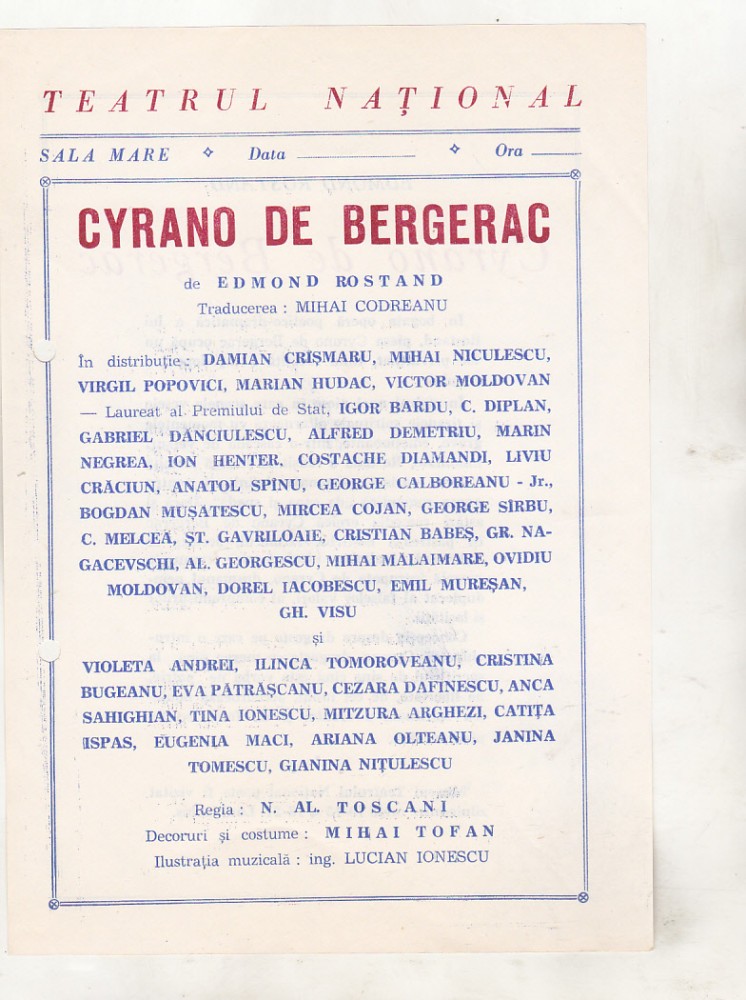 TEATRUL NAȚIONAL
SALA MARE ✧ Data ______ ✧ Ora ______
CYRANO DE BERGERAC
de EDMOND ROSTAND
Traducerea : MIHAI CODREANU
În distribuție : DAMIAN CRÎȘMARU, MIHAI NICULESCU,
VIRGIL POPOVICI, MARIAN HUDAC, VICTOR MOLDOVAN
— Laureat al Premiului de Stat, IGOR BARDU, C. DIPLAN,
GABRIEL DĂNCIULESCU, ALFRED DEMETRIU, MARIN
NEGREA, ION HENTER, COSTACHE DIAMANDI, LIVIU
CRĂCIUN, ANATOL SPÎNU, GEORGE CALBOREANU - Jr.,
BOGDAN MUȘATESCU, MIRCEA COJAN, GEORGE SÎRBU,
C. MELCEA, ȘT. GAVRILOAIE, CRISTIAN BABEȘ, GR. NA-
GACEVSCHI, AL. GEORGESCU, MIHAI MALAIMARE, OVIDIU
MOLDOVAN, DOREL IACOBESCU, EMIL MUREȘAN,
GH. VISU
și
VIOLETA ANDREI, ILINCA TOMOROVEANU, CRISTINA
BUGEANU, EVA PĂTRĂȘCANU, CEZARA DAFINESCU, ANCA
SAHIGHIAN, TINA IONESCU, MITZURA ARGHEZI, CATIȚA
ISPAS, EUGENIA MACI, ARIANA OLTEANU, JANINA
TOMESCU, GIANINA NIȚULESCU
Regia : N. AL. TOSCANI
Decoruri și costume : MIHAI TOFAN
Ilustrația muzicală : ing. LUCIAN IONESCU